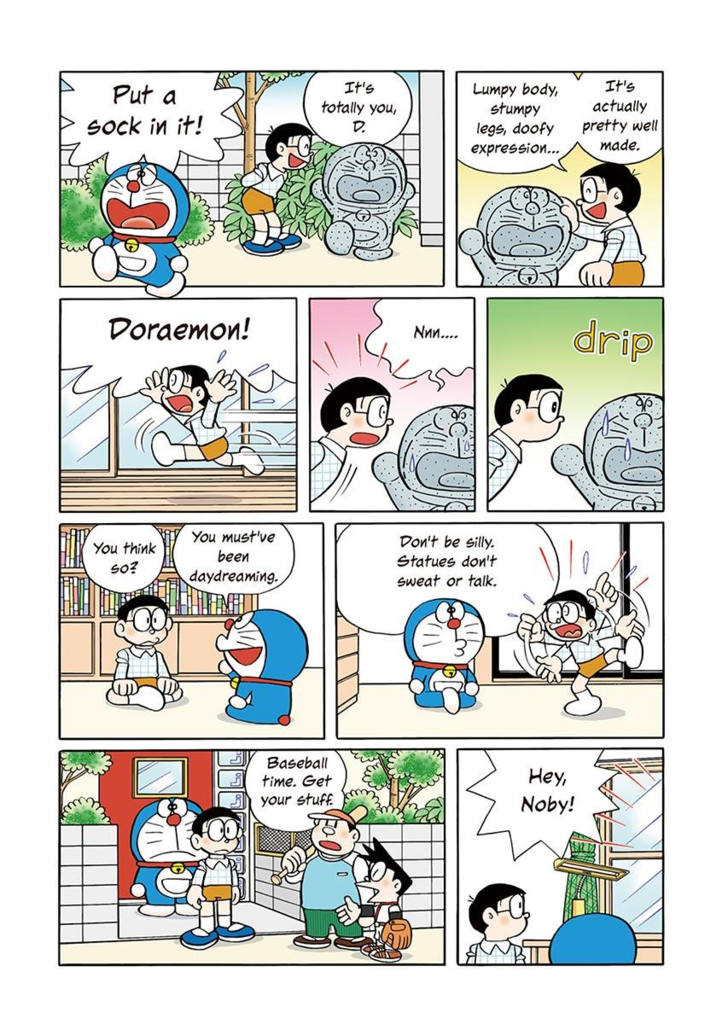 Put a
sock in it!
It's
totally you,
D.
Lumpy body,
stumpy
legs, doofy
expression...
It's
actually
pretty well
made.
Doraemon!
Nnn....
drip
You think
so?
You must've
been
daydreaming.
Don't be silly.
Statues don't
sweat or talk.
Baseball
time. Get
your stuff.
Hey,
Noby!